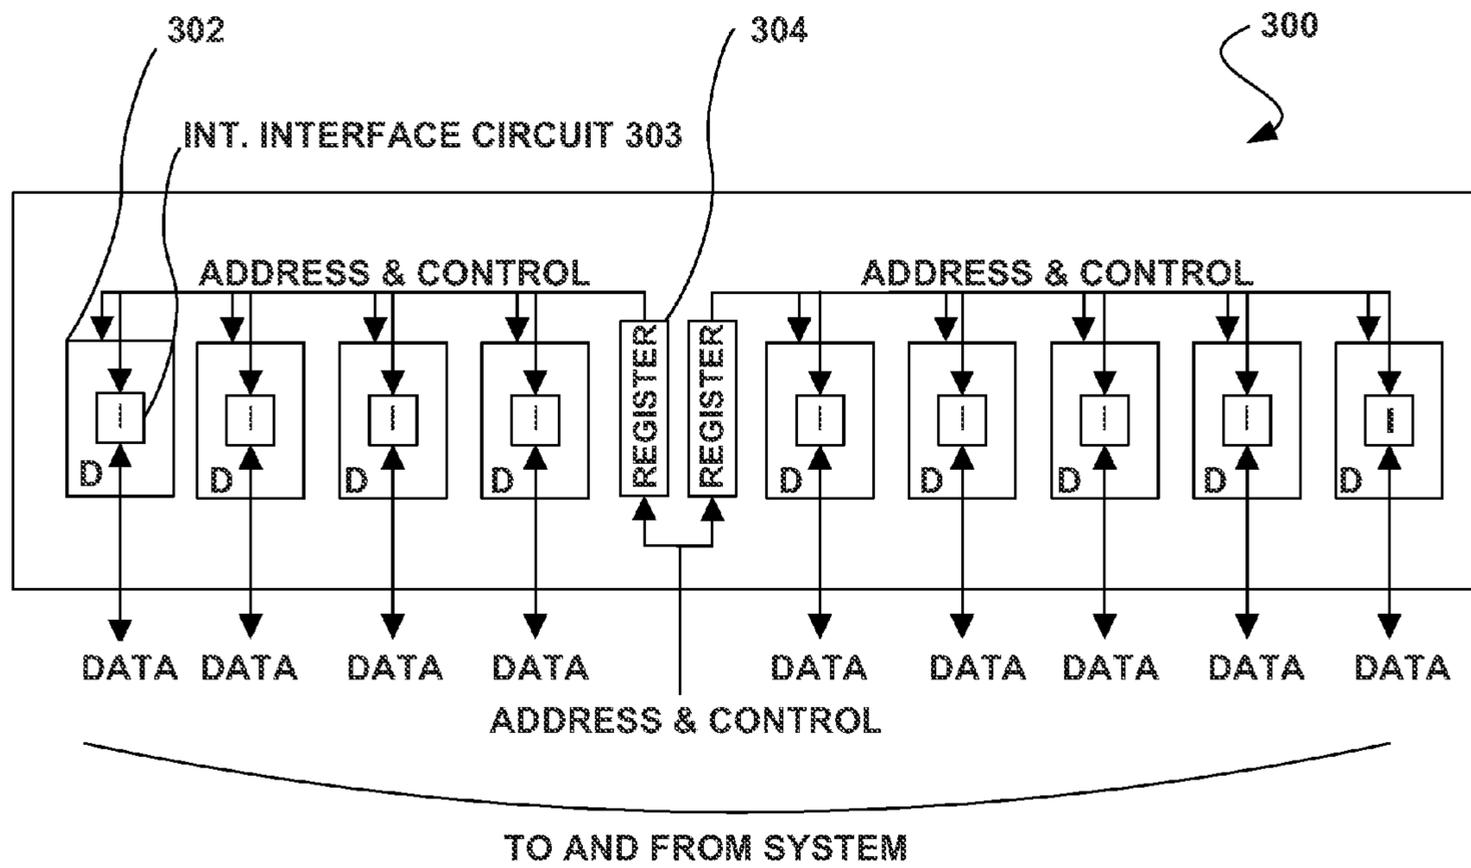 302
304
300
INT. INTERFACE CIRCUIT 303
ADDRESS & CONTROL
ADDRESS & CONTROL
REGISTER
REGISTER
I
I
I
I
I
I
I
I
I
D
D
D
D
D
D
D
D
D
DATA
DATA
DATA
DATA
DATA
DATA
DATA
DATA
DATA
ADDRESS & CONTROL
TO AND FROM SYSTEM